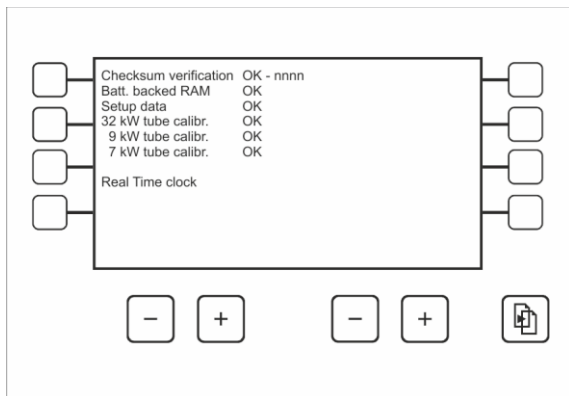 Checksum verification OK - nnnn
Batt. backed RAM OK
Setup data OK
32 kW tube calibr. OK
9 kW tube calibr. OK
7 kW tube calibr. OK
Real Time clock
− + − +